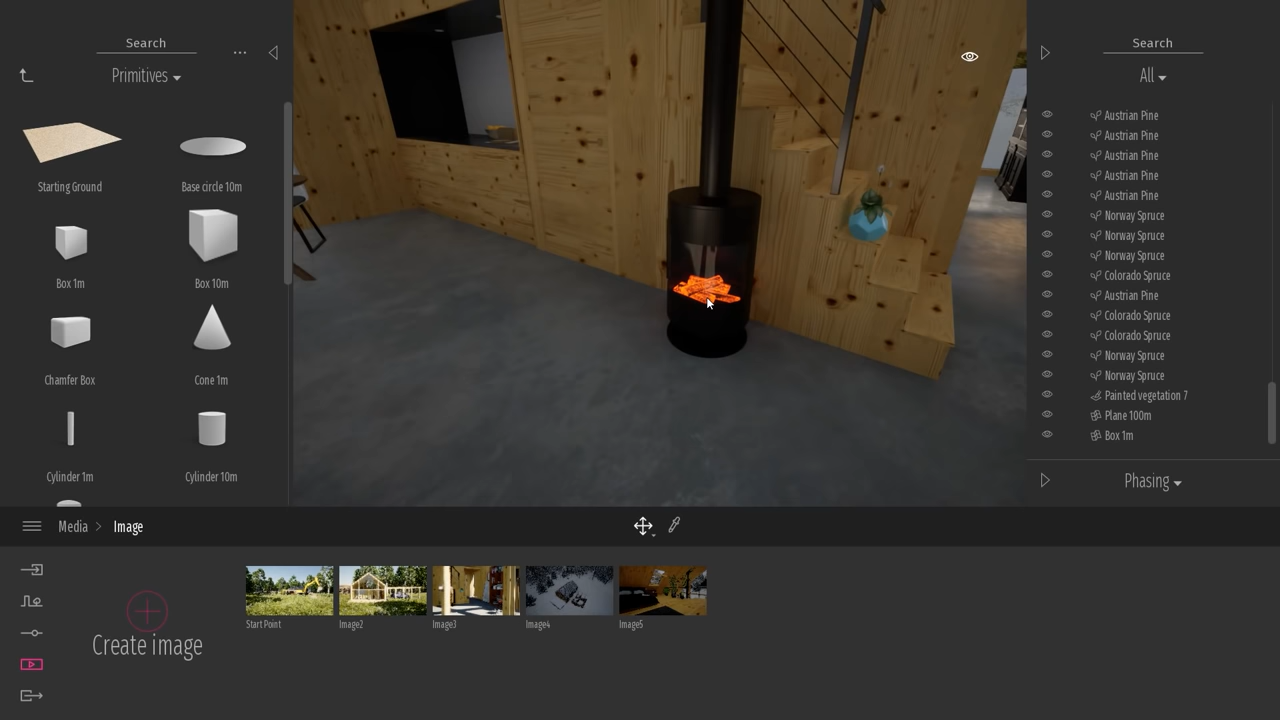 Search
...
Primitives
Starting Ground
Base circle 10m
Box 1m
Box 10m
Chamfer Box
Cone 1m
Cylinder 1m
Cylinder 10m
Search
All
Austrian Pine
Austrian Pine
Austrian Pine
Austrian Pine
Austrian Pine
Norway Spruce
Norway Spruce
Norway Spruce
Colorado Spruce
Austrian Pine
Colorado Spruce
Colorado Spruce
Norway Spruce
Norway Spruce
Painted vegetation 7
Plane 100m
Box 1m
Phasing
Media > Image
Create image
Start Point
Image2
Image3
Image4
Image5